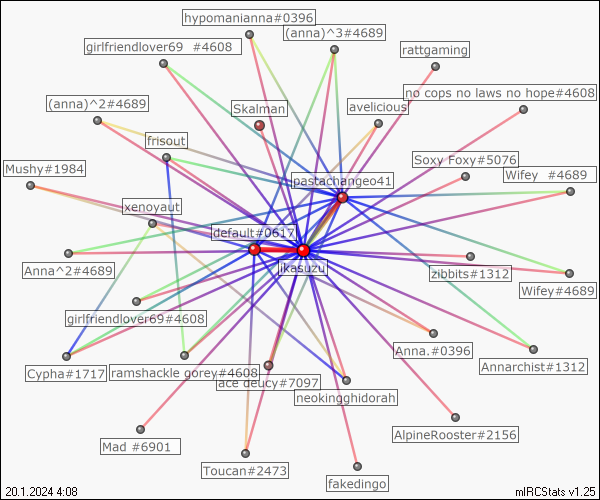 hypomanianna#0396
(anna)^3#4689
girlfriendlover69 #4608
rattgaming
no cops no laws no hope#4608
(anna)^2#4689
Skalman
avelicious
frisout
Soxy Foxy#5076
Mushy#1984
pastachangeo41
Wifey #4689
xenoyaut
default#0617
ikasuzu
Anna^2#4689
zibbits#1312
Wifey#4689
girlfriendlover69#4608
Anna.#0396
Annarchist#1312
Cypha#1717
ramshackle gorey#4608
ace deucy#7097
neokingghidorah
Mad #6901
AlpineRooster#2156
Toucan#2473
fakedingo
20.1.2024 4:08
mIRCStats v1.25